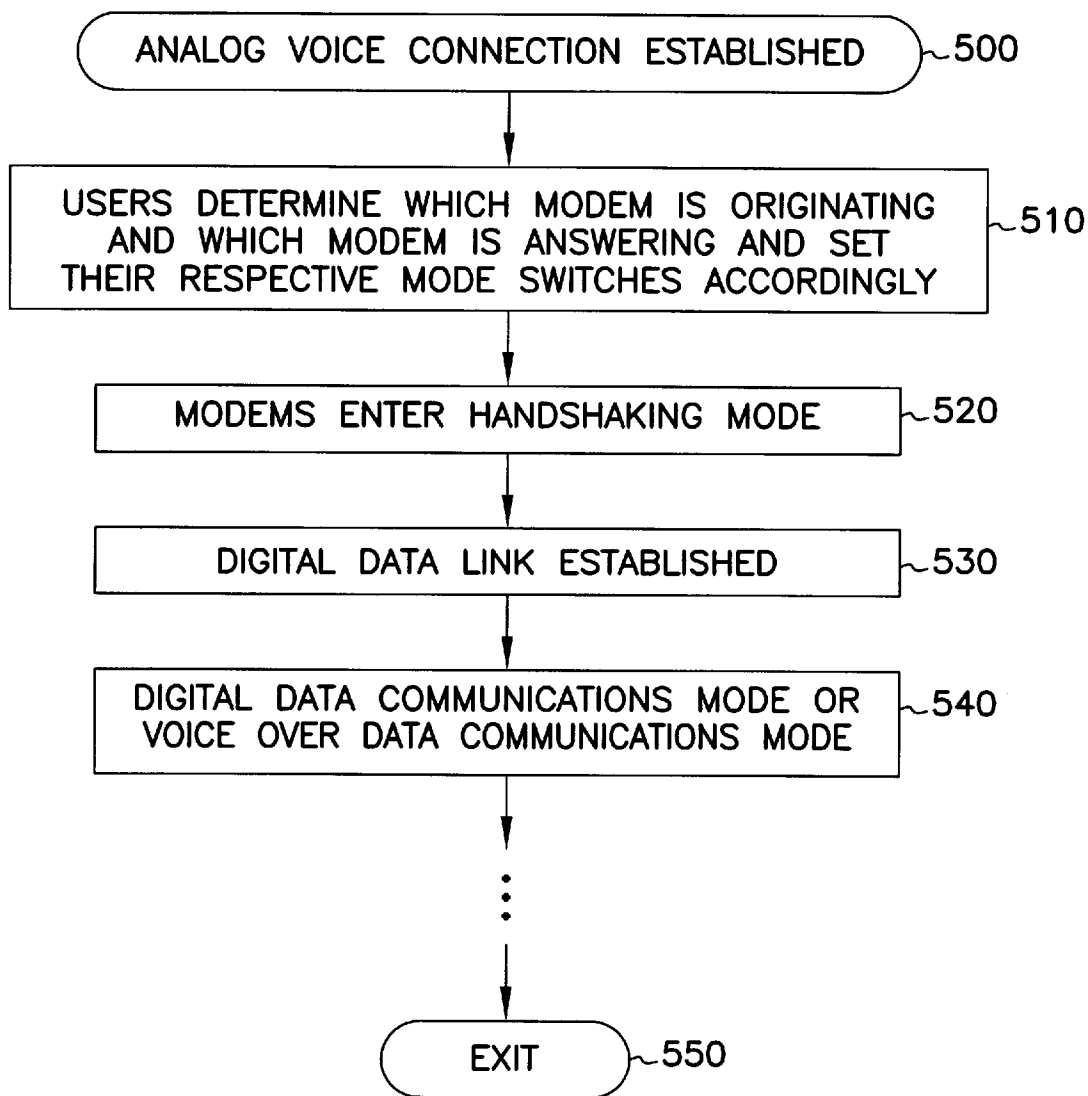 ANALOG VOICE CONNECTION ESTABLISHED
500
USERS DETERMINE WHICH MODEM IS ORIGINATING
AND WHICH MODEM IS ANSWERING AND SET
THEIR RESPECTIVE MODE SWITCHES ACCORDINGLY
510
MODEMS ENTER HANDSHAKING MODE
520
DIGITAL DATA LINK ESTABLISHED
530
DIGITAL DATA COMMUNICATIONS MODE OR
VOICE OVER DATA COMMUNICATIONS MODE
540
EXIT
550